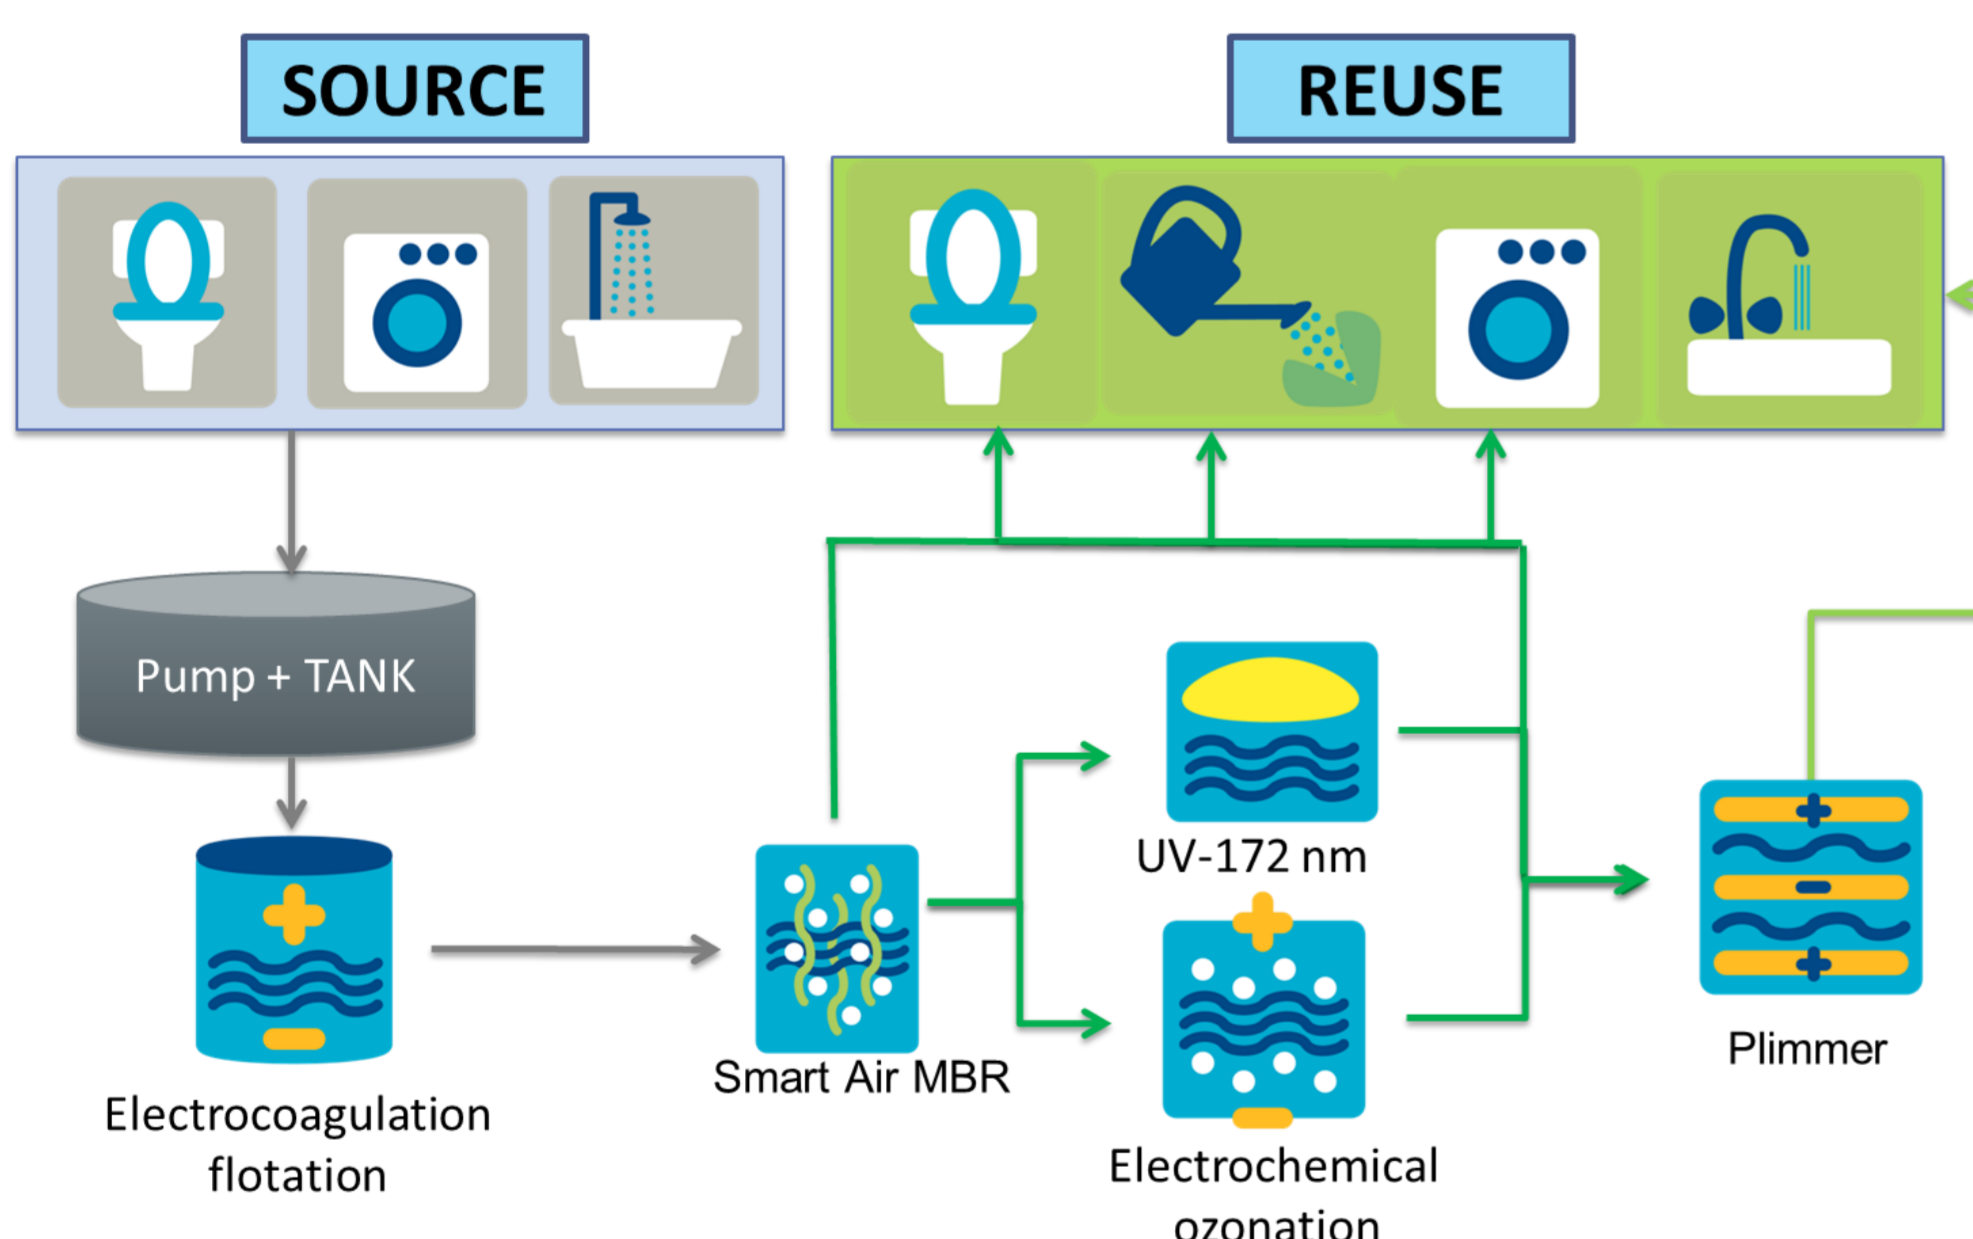 SOURCE
REUSE
Pump + TANK
UV-172 nm
Smart Air MBR
Plimmer
Electrocoagulation
flotation
Electrochemical
ozonation